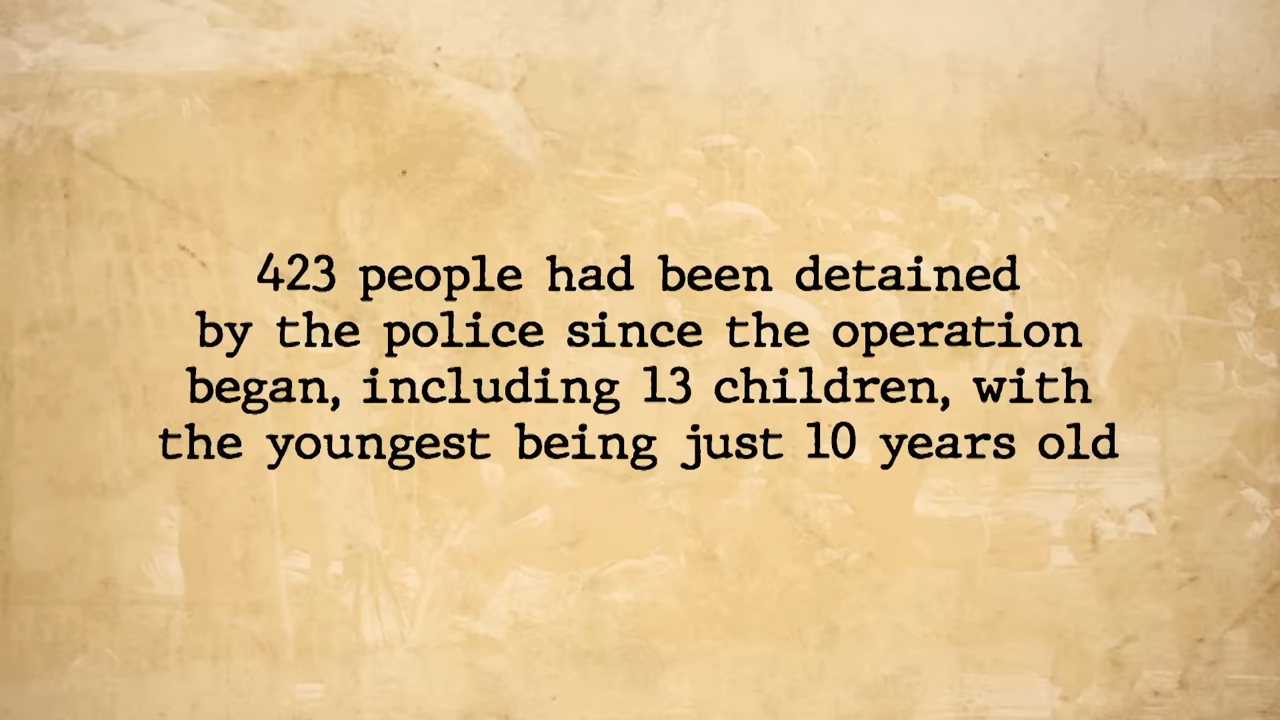 423 people had been detained
by the police since the operation
began, including 13 children, with
the youngest being just 10 years old